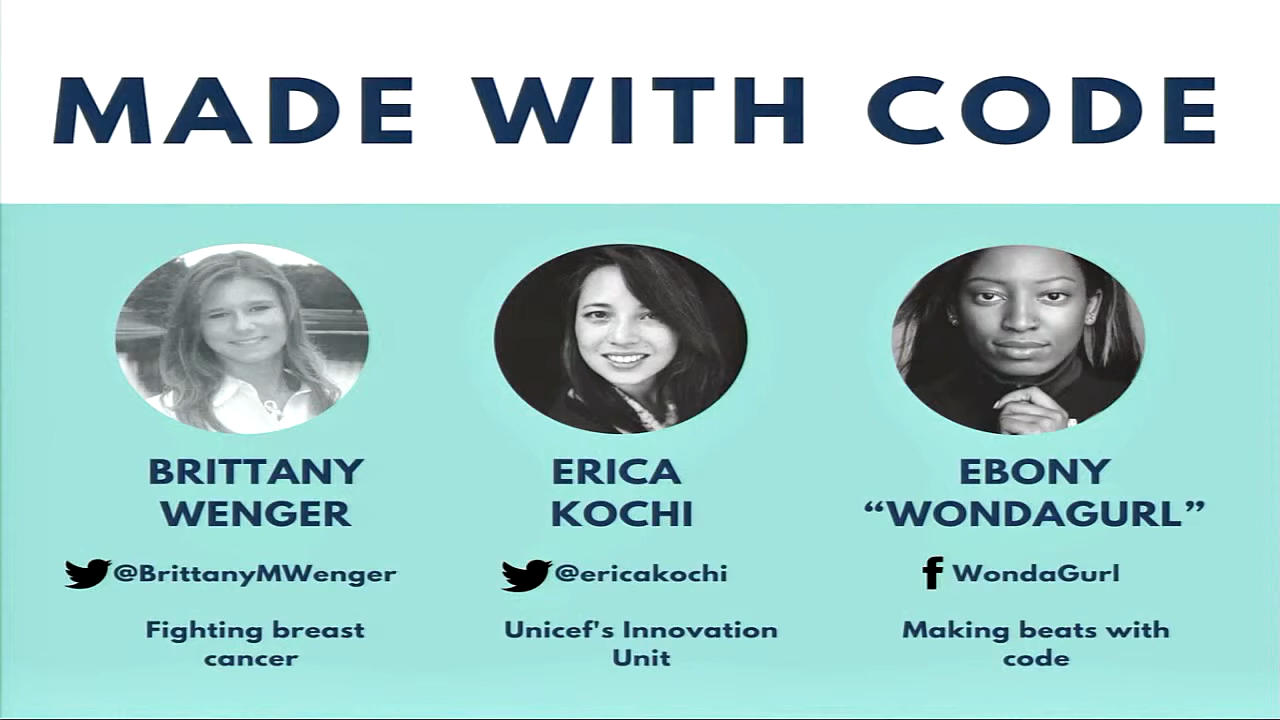 MADE WITH CODE
BRITTANY
WENGER
@BrittanyMWenger
Fighting breast
cancer
ERICA
KOCHI
@ericakochi
Unicef's Innovation
Unit
EBONY
“WONDAGURL”
WondaGurl
Making beats with
code